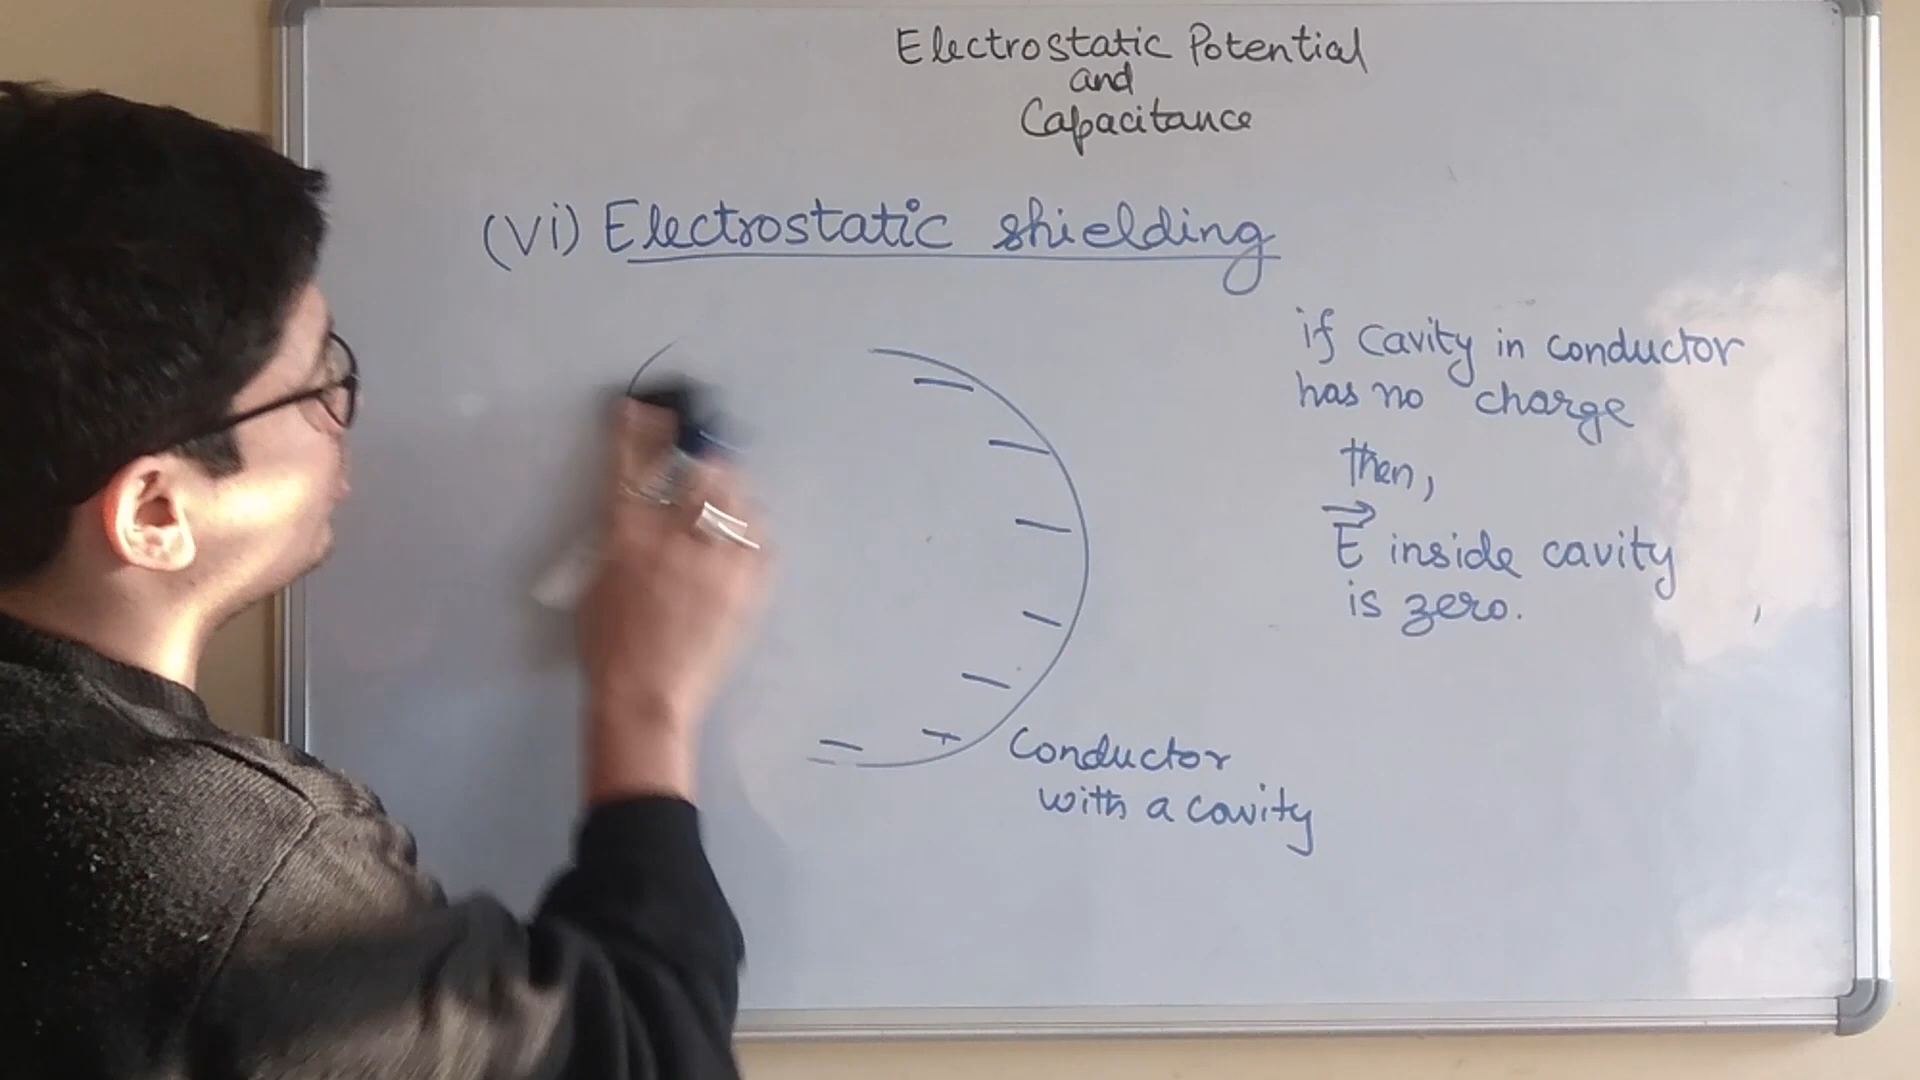 Electrostatic Potential
and
Capacitance
(Vi) Electrostatic shielding
if cavity in conductor
has no charge
then,
E inside cavity
is zero.
Conductor
with a cavity